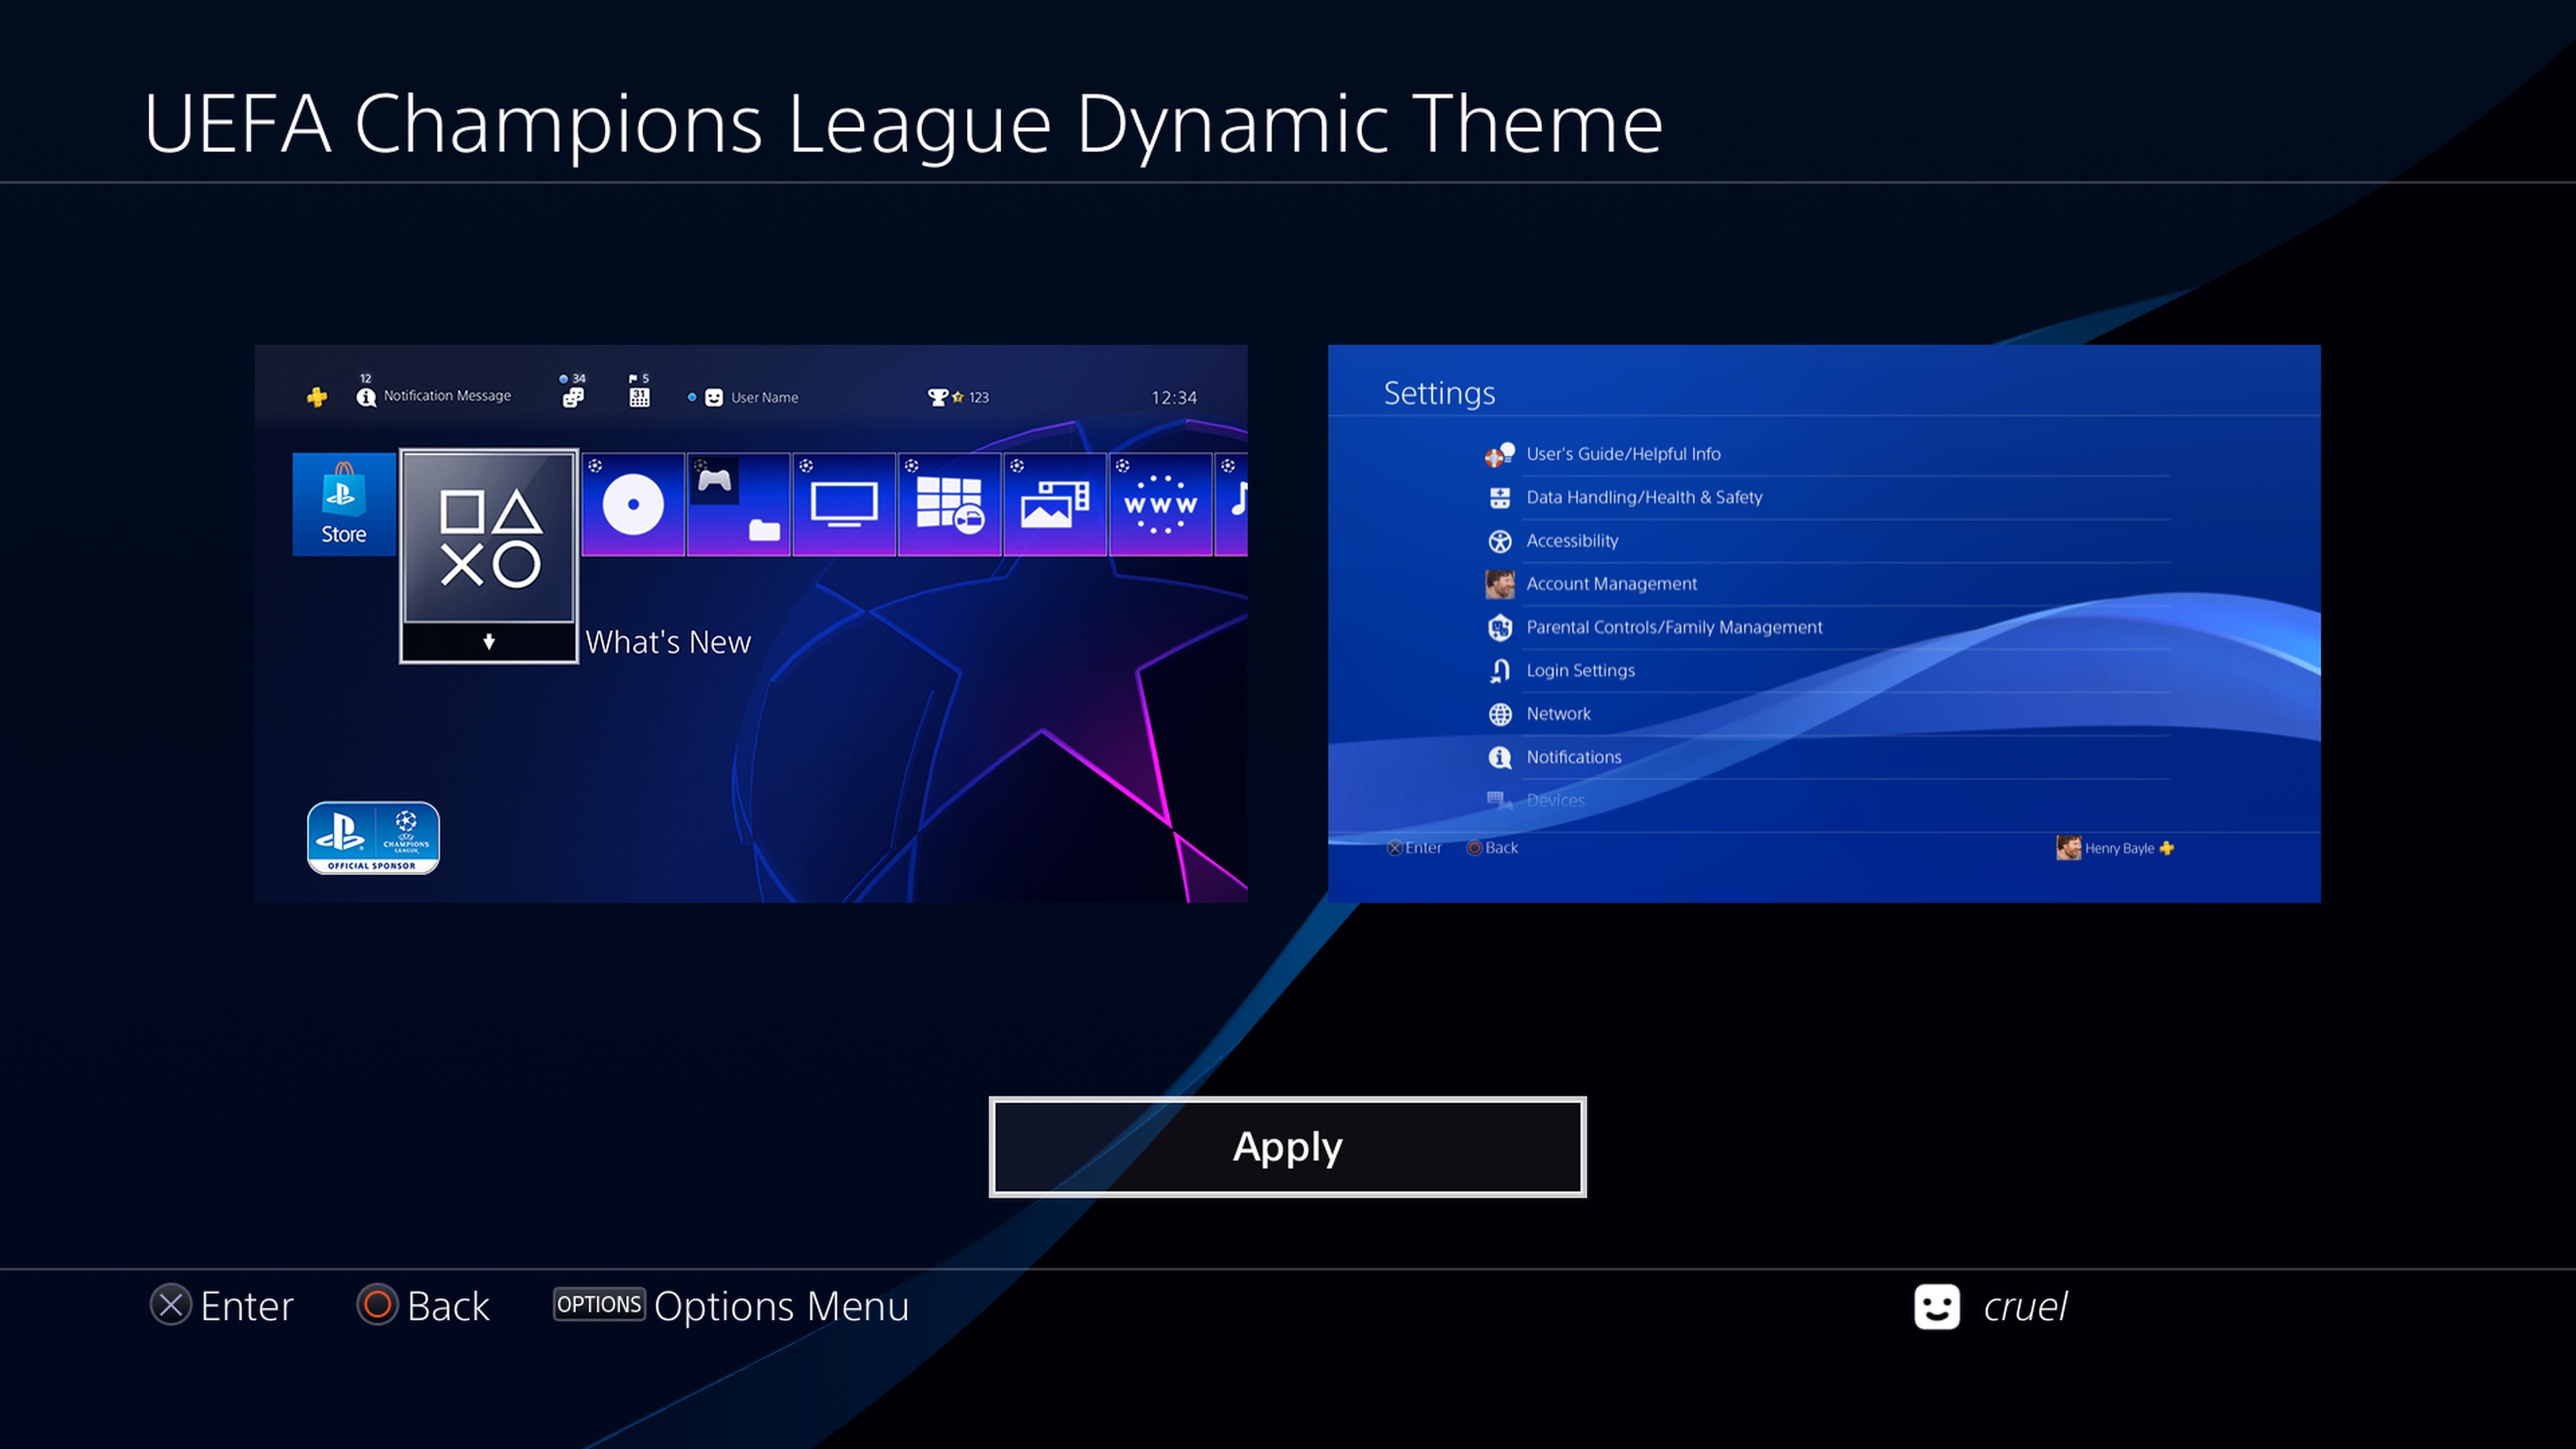 UEFA Champions League Dynamic Theme
12
Notification Message
34
5
31
User Name
123
12:34
Store
WWW
What's New
CHAMPIONS
LEAGUE
OFFICIAL SPONSOR
Settings
User's Guide/Helpful Info
Data Handling/Health & Safety
Accessibility
Account Management
Parental Controls/Family Management
Login Settings
Network
Notifications
Devices
Enter
Back
Henry Bayle
Apply
Enter
Back
OPTIONS Options Menu
cruel